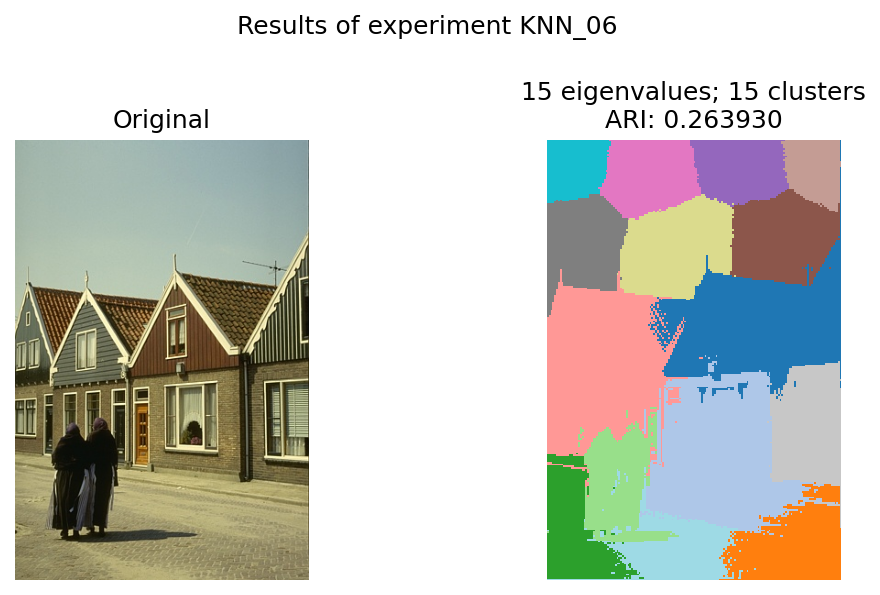 Results of experiment KNN_06
Original
15 eigenvalues; 15 clusters
ARI: 0.263930